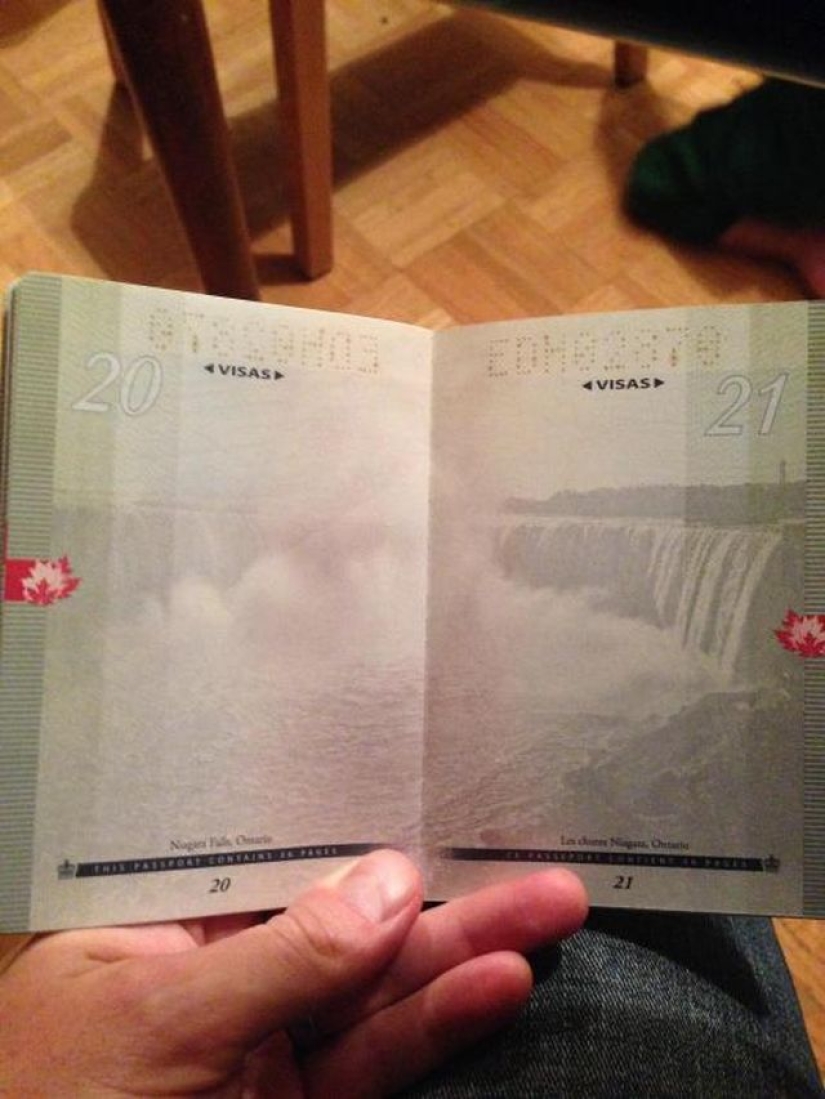 20
◀VISAS▶
Niagara Falls, Ontario
THIS PASSPORT CONTAINS 36 PAGES
20
◀VISAS▶
21
Les chutes Niagara, Ontario
CE PASSEPORT CONTIENT 36 PAGES
21